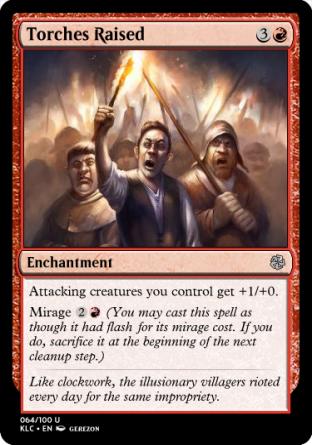 Torches Raised 3
Enchantment
Attacking creatures you control get +1/+0.
Mirage 2 (You may cast this spell as
though it had flash for its mirage cost. If you
do, sacrifice it at the beginning of the next
cleanup step.)
Like clockwork, the illusionary villagers rioted
every day for the same impropriety.
064/100 U
KLC • EN GEREZON